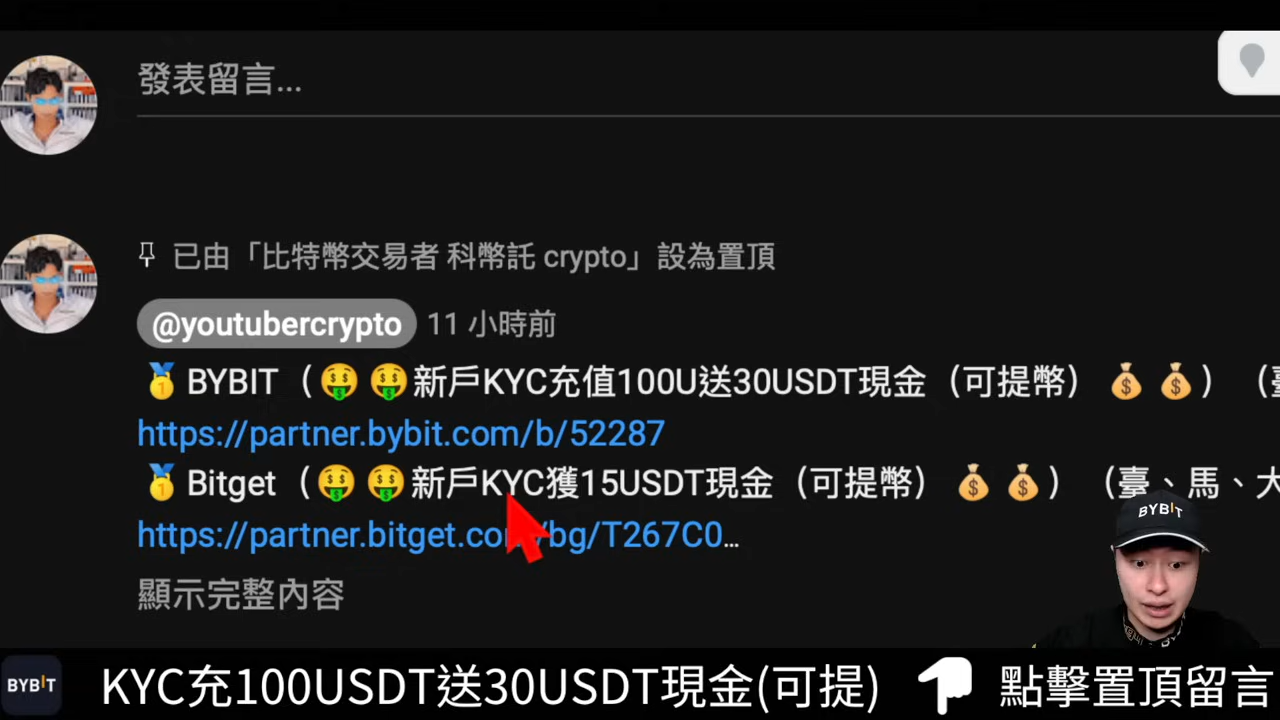 發表留言...
已由「比特幣交易者 科幣託 crypto」設為置頂
@youtubercrypto 11 小時前
🥇BYBIT（🤑🤑新戶KYC充值100U送30USDT現金（可提幣）💰💰）（
https://partner.bybit.com/b/52287
🥇Bitget（🤑🤑新戶KYC獲15USDT現金（可提幣）💰💰）（臺、馬、大
https://partner.bitget.com/bg/T267C0...
顯示完整內容
BYBIT
BYBIT KYC充100USDT送30USDT現金(可提) 點擊置頂留言